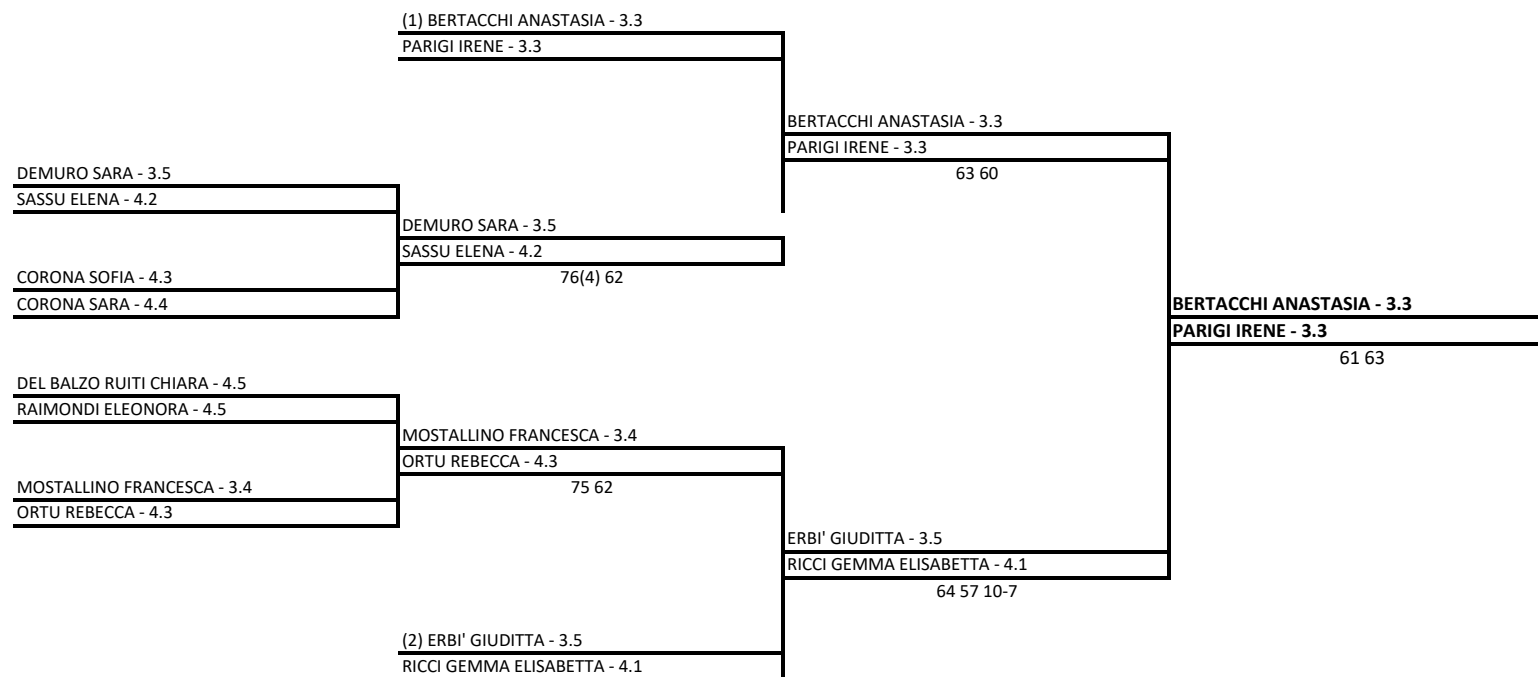 (1) BERTACCHI ANASTASIA - 3.3
PARIGI IRENE - 3.3
BERTACCHI ANASTASIA - 3.3
PARIGI IRENE - 3.3
63 60
DEMURO SARA - 3.5
SASSU ELENA - 4.2
DEMURO SARA - 3.5
SASSU ELENA - 4.2
76(4) 62
CORONA SOFIA - 4.3
CORONA SARA - 4.4
BERTACCHI ANASTASIA - 3.3
PARIGI IRENE - 3.3
61 63
DEL BALZO RUITI CHIARA - 4.5
RAIMONDI ELEONORA - 4.5
MOSTALLINO FRANCESCA - 3.4
ORTU REBECCA - 4.3
75 62
MOSTALLINO FRANCESCA - 3.4
ORTU REBECCA - 4.3
ERBI' GIUDITTA - 3.5
RICCI GEMMA ELISABETTA - 4.1
64 57 10-7
(2) ERBI' GIUDITTA - 3.5
RICCI GEMMA ELISABETTA - 4.1